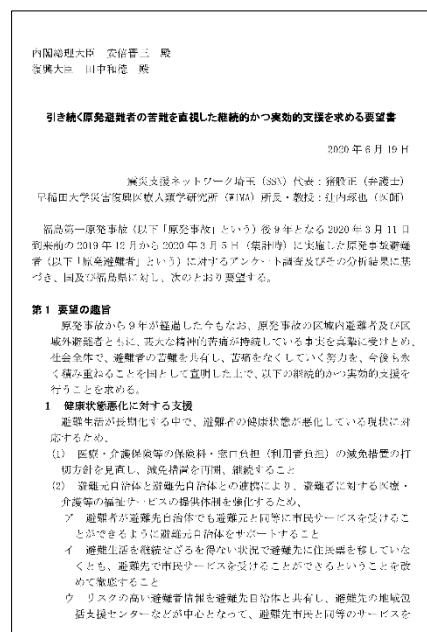 内閣総理大臣 安倍晋三 殿
復興大臣 田中和徳 殿
引き続く原発避難者の苦難を直視した継続的かつ実効的支援を求める要望書
2020年6月19日
震災支援ネットワーク埼玉(SSN)代表:猪股正(弁護士)
早稲田大学災害復興医療人類学研究所(WIMA)所長・教授:辻内琢也(医師)
福島第一原発事故(以下「原発事故」という)後9年となる2020年3月11日
到来前の2019年12月から2020年3月5日(集計時)に実施した原発事故避難
者(以下「原発避難者」という)に対するアンケート調査及びその分析結果に基
づき、国及び福島県に対し、次のとおり要望する。
第1 要望の趣旨
原発事故から9年が経過した今もなお、原発事故の区域内避難者及び区
域外避難者ともに、甚大な精神的苦痛が持続している事実を真摯に受けとめ、
社会全体で、避難者の苦難を共有し、苦痛をなくしていく努力を、今後も永
く積み重ねることを国として宣明した上で、以下の継続的かつ実効的支援を
行うことを求める。
1 健康状態悪化に対する支援
避難生活が長期化する中で、避難者の健康状態が悪化している現状に対
応するため、
(1) 医療・介護保険等の保険料・窓口負担(利用者負担)の減免措置の打
切方針を見直し、減免措置を再開、継続すること
(2) 避難元自治体と避難先自治体との連携により、避難者に対する医療・
介護等の福祉サービスの提供体制を強化するため、
ア 避難者が避難先自治体でも避難元と同等に市民サービスを受けるこ
とができるように避難先自治体をサポートすること
イ 避難生活を継続せざるを得ない状況で避難先に住民票を移していな
くとも、避難先で市民サービスを受けることができるということを改
めて徹底すること
ウ リスクの高い避難者情報を避難先自治体と共有し、避難先の地域包
括支援センターなどが中心となって、避難先市民と同等のサービスを